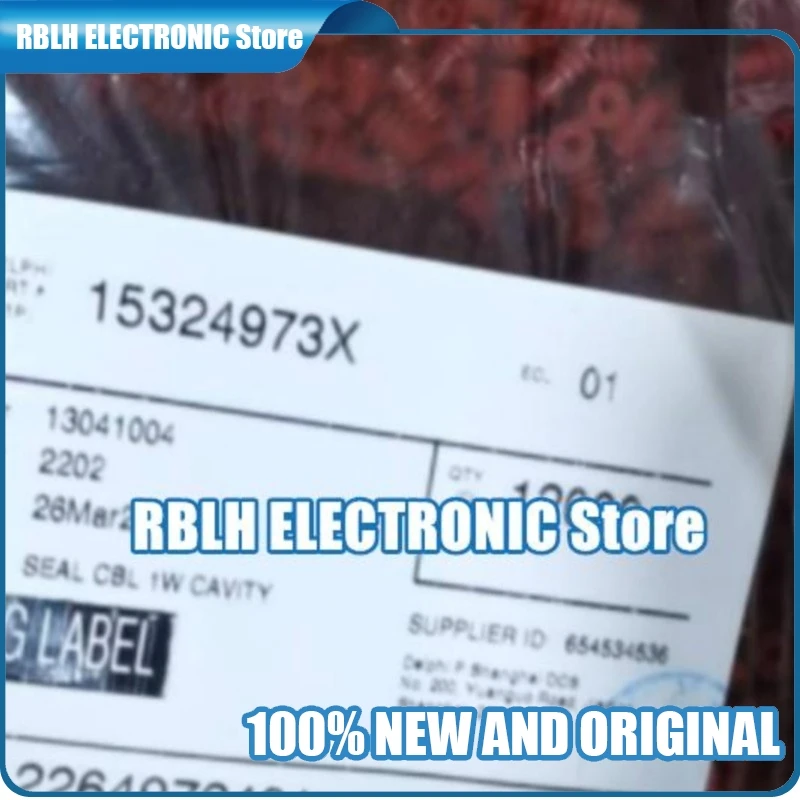 RBLH ELECTRONIC Store
15324973X
01
13041004
2202
QTY
26Mar
RBLH ELECTRONIC Store
SEAL CBL 1W CAVITY
G LABEL
SUPPLIER ID 654534536
100% NEW AND ORIGINAL